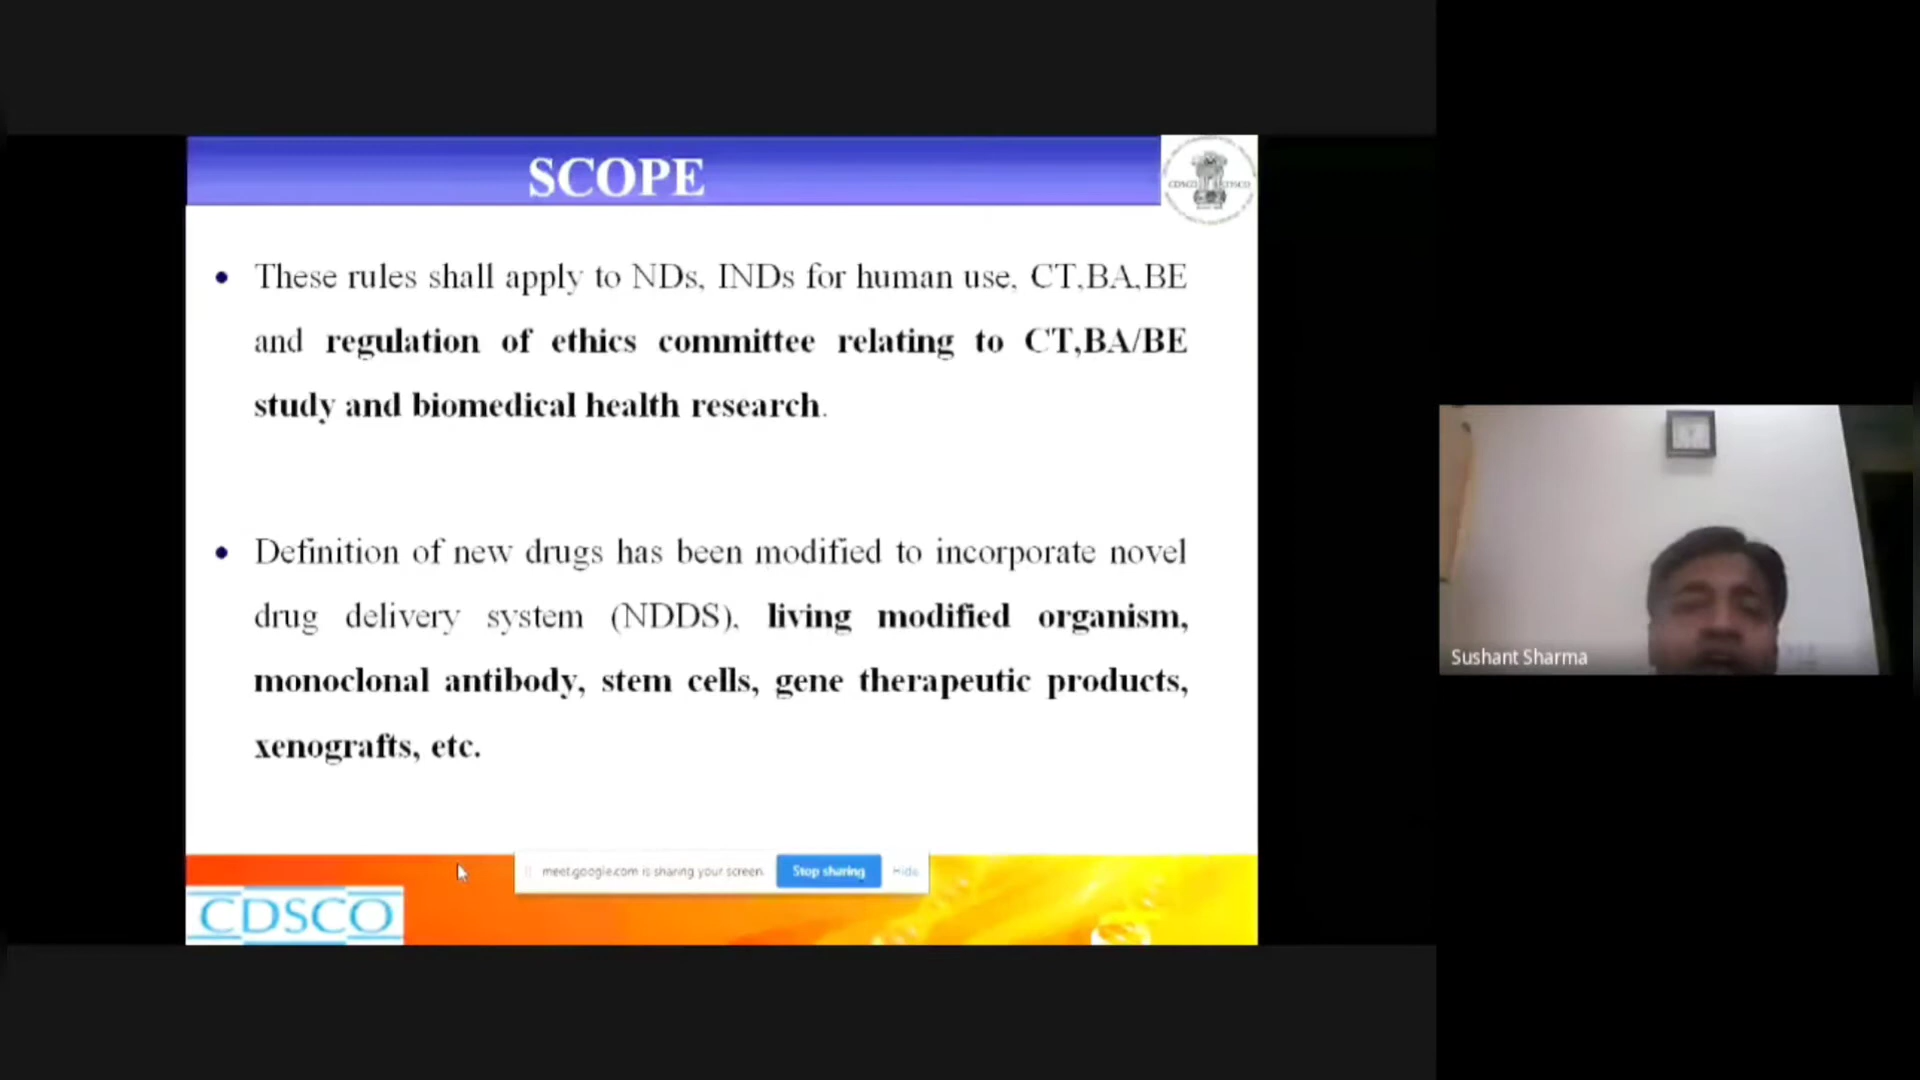 SCOPE
CDSCO CDSCO
• These rules shall apply to NDs, INDs for human use, CT,BA,BE
and regulation of ethics committee relating to CT,BA/BE
study and biomedical health research.
• Definition of new drugs has been modified to incorporate novel
drug delivery system (NDDS), living modified organism,
monoclonal antibody, stem cells, gene therapeutic products,
xenografts, etc.
meet.google.com is sharing your screen.
Stop sharing
Hide
CDSCO
Sushant Sharma